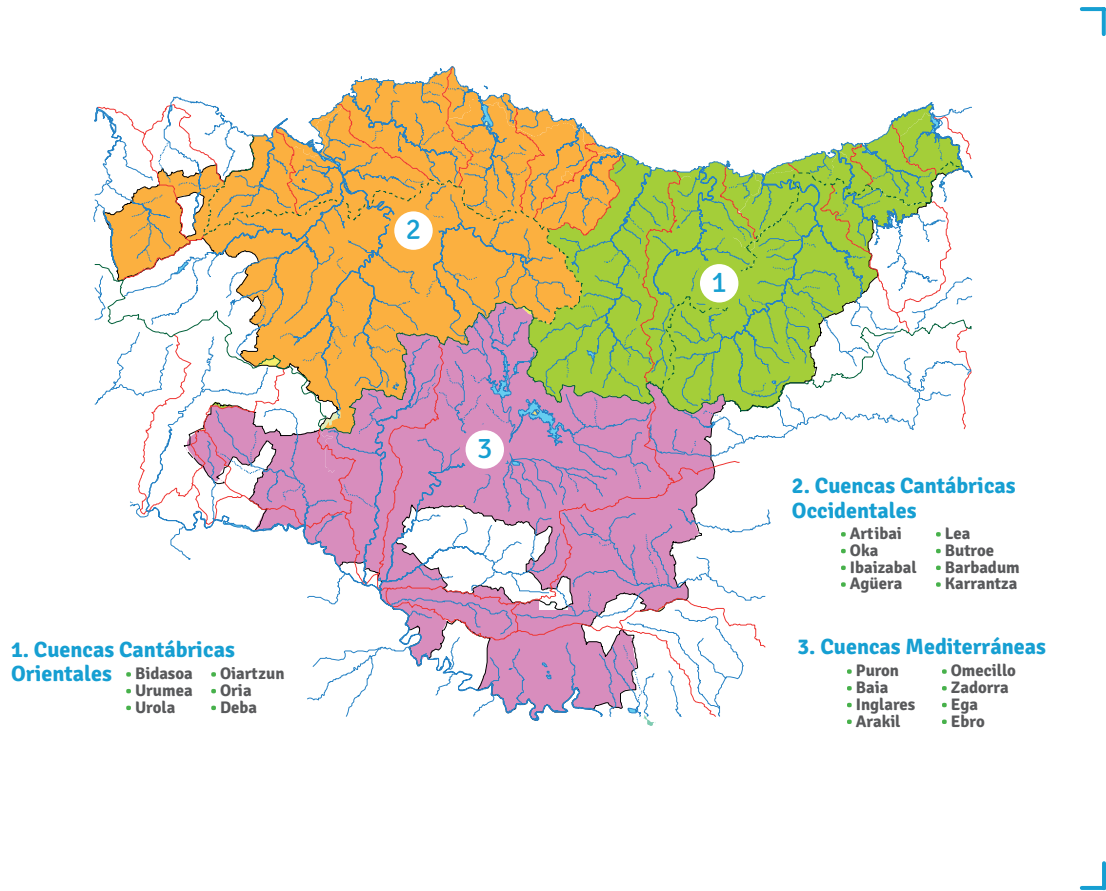 2
1
3
2. Cuencas Cantábricas
Occidentales
• Artibai • Lea
• Oka • Butroe
• Ibaizabal • Barbadum
• Agüera • Karrantza
1. Cuencas Cantábricas
Orientales • Bidasoa • Oiartzun
• Urumea • Oria
• Urola • Deba
3. Cuencas Mediterráneas
• Puron • Omecillo
• Baia • Zadorra
• Inglares • Ega
• Arakil • Ebro